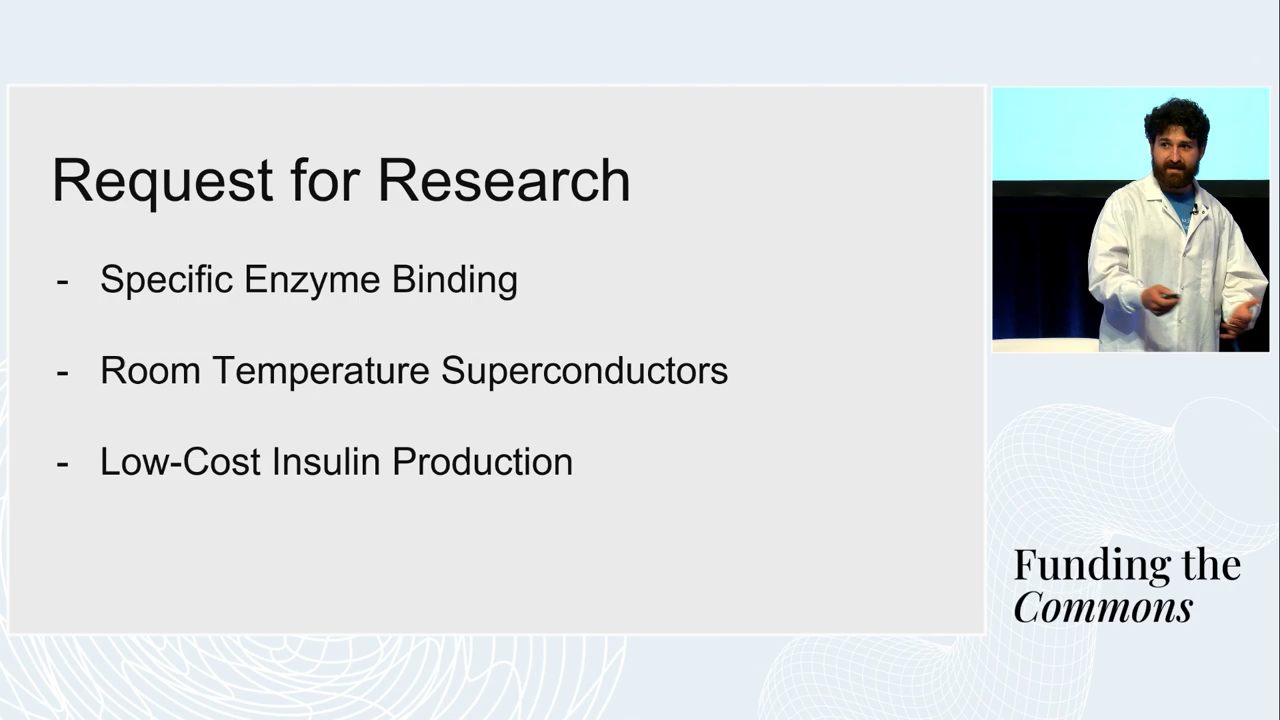 Request for Research
- Specific Enzyme Binding
- Room Temperature Superconductors
- Low-Cost Insulin Production
Funding the
Commons